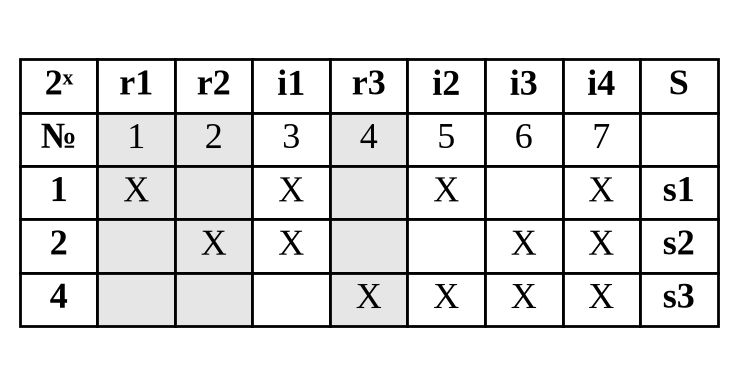 2ˣ r1 r2 i1 r3 i2 i3 i4 S
№ 1 2 3 4 5 6 7
1 X X X X s1
2 X X X X s2
4 X X X X s3